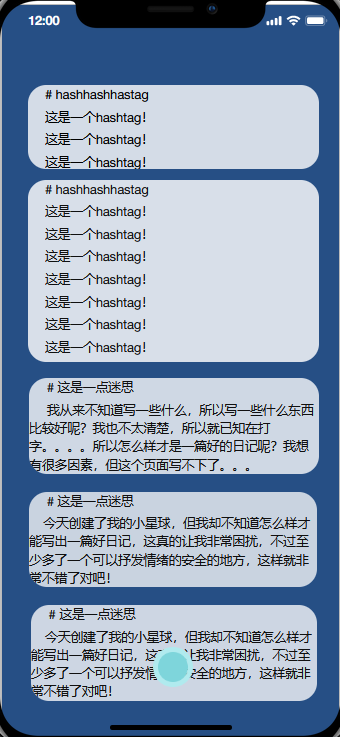 12:00
# hashhashhastag
这是一个hashtag！
这是一个hashtag！
这是一个hashtag！
# hashhashhastag
这是一个hashtag！
这是一个hashtag！
这是一个hashtag！
这是一个hashtag！
这是一个hashtag！
这是一个hashtag！
这是一个hashtag！
# 这是一点迷思
我从来不知道写一些什么，所以写一些什么东西
比较好呢？我也不太清楚，所以就已知在打
字。。。。所以怎么样才是一篇好的日记呢？我想
有很多因素，但这个页面写不下了。。。
# 这是一点迷思
今天创建了我的小星球，但我却不知道怎么样才
能写出一篇好日记，这真的让我非常困扰，不过至
少多了一个可以抒发情绪的安全的地方，这样就非
常不错了对吧！
# 这是一点迷思
今天创建了我的小星球，但我却不知道怎么样才
能写出一篇好日记，这让我非常困扰，不过至
少多了一个可以抒发的安全的地方，这样就非
常不错了对吧！